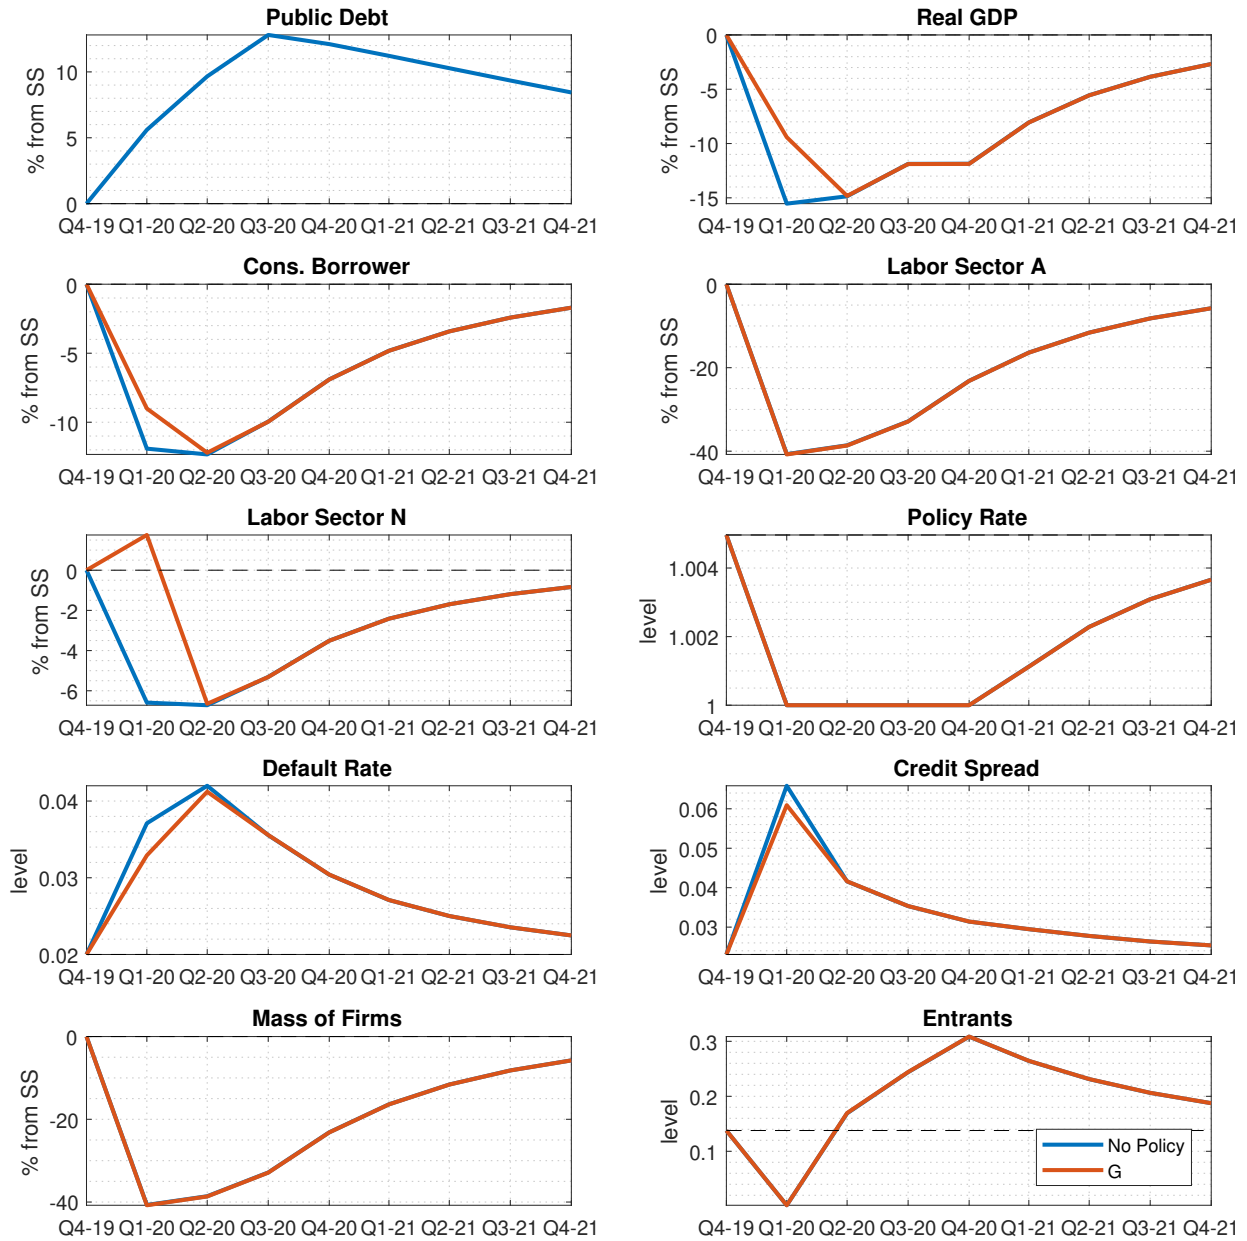 Public Debt
% from SS
10
5
0
Q4-19 Q1-20 Q2-20 Q3-20 Q4-20 Q1-21 Q2-21 Q3-21 Q4-21
Real GDP
% from SS
0
-5
-10
-15
Q4-19 Q1-20 Q2-20 Q3-20 Q4-20 Q1-21 Q2-21 Q3-21 Q4-21
Cons. Borrower
% from SS
0
-5
-10
Q4-19 Q1-20 Q2-20 Q3-20 Q4-20 Q1-21 Q2-21 Q3-21 Q4-21
Labor Sector A
% from SS
0
-20
-40
Q4-19 Q1-20 Q2-20 Q3-20 Q4-20 Q1-21 Q2-21 Q3-21 Q4-21
Labor Sector N
% from SS
0
-2
-4
-6
Q4-19 Q1-20 Q2-20 Q3-20 Q4-20 Q1-21 Q2-21 Q3-21 Q4-21
Policy Rate
level
1.004
1.002
1
Q4-19 Q1-20 Q2-20 Q3-20 Q4-20 Q1-21 Q2-21 Q3-21 Q4-21
Default Rate
level
0.04
0.03
0.02
Q4-19 Q1-20 Q2-20 Q3-20 Q4-20 Q1-21 Q2-21 Q3-21 Q4-21
Credit Spread
level
0.06
0.05
0.04
0.03
Q4-19 Q1-20 Q2-20 Q3-20 Q4-20 Q1-21 Q2-21 Q3-21 Q4-21
Mass of Firms
% from SS
0
-20
-40
Q4-19 Q1-20 Q2-20 Q3-20 Q4-20 Q1-21 Q2-21 Q3-21 Q4-21
Entrants
level
0.3
0.2
0.1
No Policy
G
Q4-19 Q1-20 Q2-20 Q3-20 Q4-20 Q1-21 Q2-21 Q3-21 Q4-21